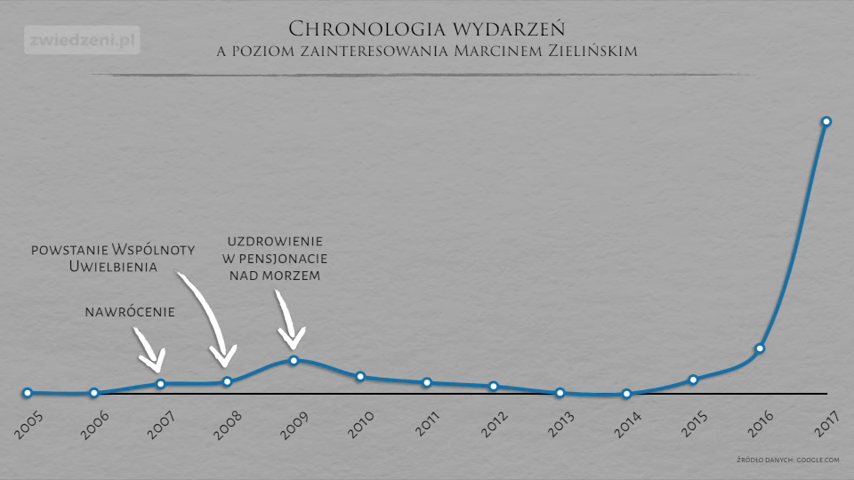 zwiedzeni.pl
Chronologia wydarzeń
a poziom zainteresowania Marcinem Zielińskim
powstanie Wspólnoty
Uwielbienia
nawrócenie
uzdrowienie
w pensjonacie
nad morzem
2005 2006 2007 2008 2009 2010 2011 2012 2013 2014 2015 2016 2017
źródło danych: google.com